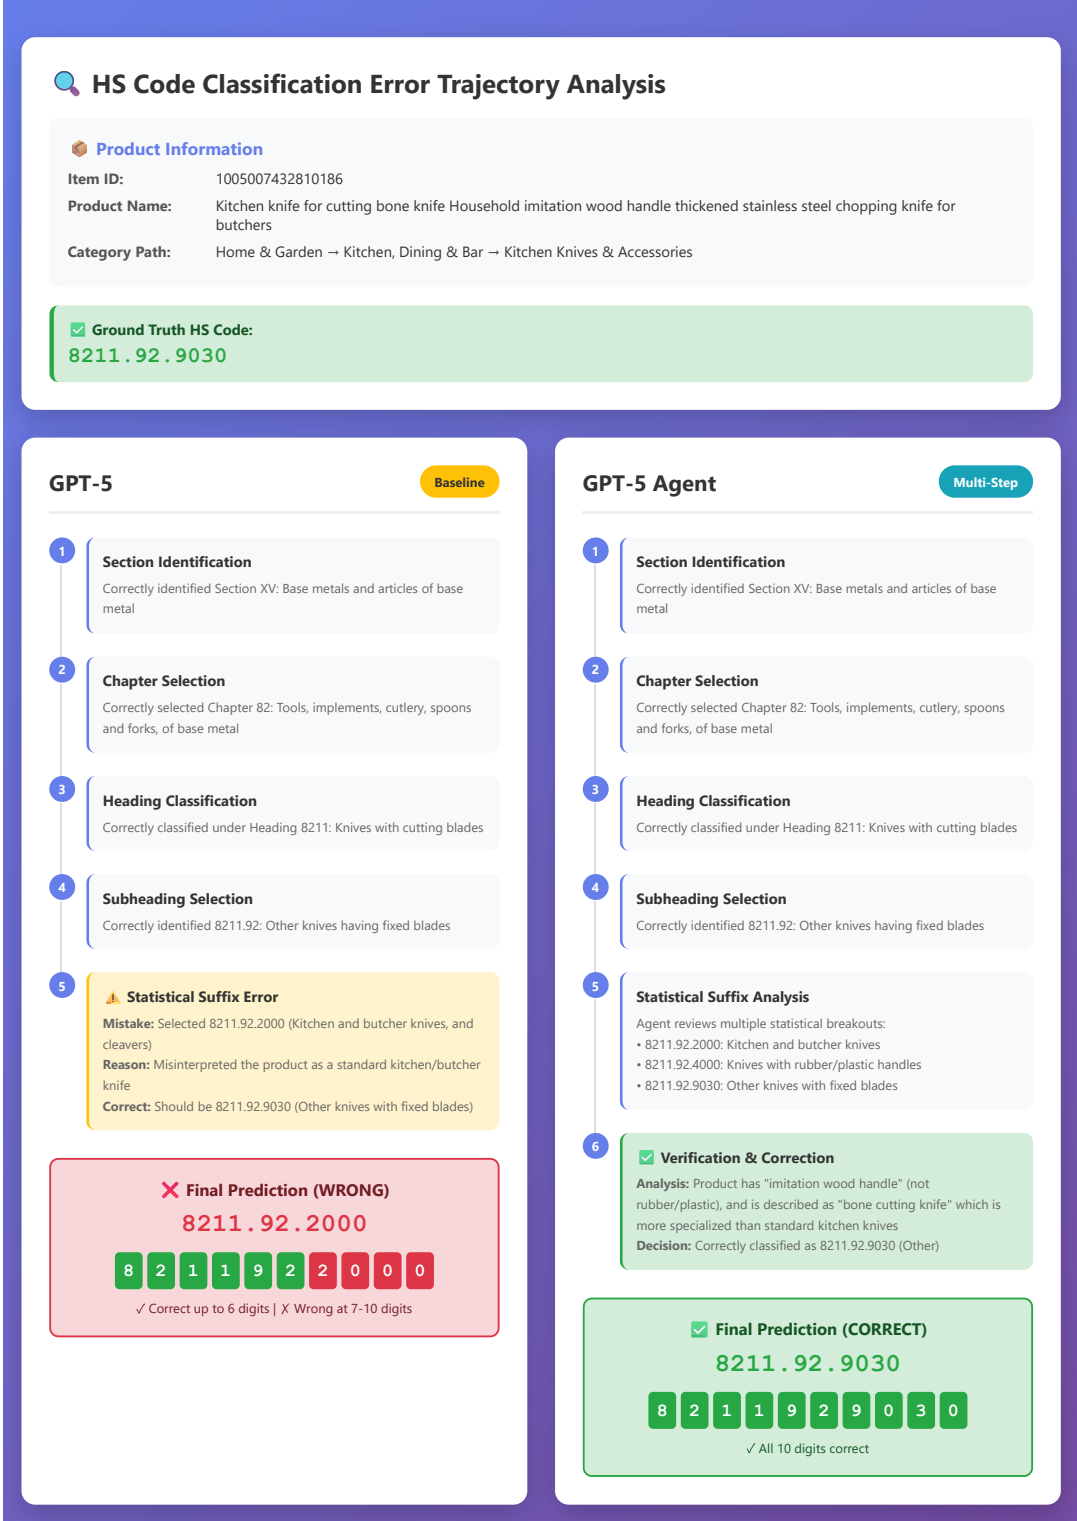 HS Code Classification Error Trajectory Analysis
Product Information
Item ID: 1005007432810186
Product Name: Kitchen knife for cutting bone knife Household imitation wood handle thickened stainless steel chopping knife for
butchers
Category Path: Home & Garden → Kitchen, Dining & Bar → Kitchen Knives & Accessories
✅ Ground Truth HS Code:
8211.92.9030
GPT-5
Baseline
1
Section Identification
Correctly identified Section XV: Base metals and articles of base
metal
2
Chapter Selection
Correctly selected Chapter 82: Tools, implements, cutlery, spoons
and forks, of base metal
3
Heading Classification
Correctly classified under Heading 8211: Knives with cutting blades
4
Subheading Selection
Correctly identified 8211.92: Other knives having fixed blades
5
⚠️ Statistical Suffix Error
Mistake: Selected 8211.92.2000 (Kitchen and butcher knives, and
cleavers)
Reason: Misinterpreted the product as a standard kitchen/butcher
knife
Correct: Should be 8211.92.9030 (Other knives with fixed blades)
❌ Final Prediction (WRONG)
8211.92.2000
8 2 1 1 9 2 2 0 0 0
✓ Correct up to 6 digits | ✗ Wrong at 7-10 digits
GPT-5 Agent
Multi-Step
1
Section Identification
Correctly identified Section XV: Base metals and articles of base
metal
2
Chapter Selection
Correctly selected Chapter 82: Tools, implements, cutlery, spoons
and forks, of base metal
3
Heading Classification
Correctly classified under Heading 8211: Knives with cutting blades
4
Subheading Selection
Correctly identified 8211.92: Other knives having fixed blades
5
Statistical Suffix Analysis
Agent reviews multiple statistical breakouts:
• 8211.92.2000: Kitchen and butcher knives
• 8211.92.4000: Knives with rubber/plastic handles
• 8211.92.9030: Other knives with fixed blades
6
✅ Verification & Correction
Analysis: Product has "imitation wood handle" (not
rubber/plastic), and is described as "bone cutting knife" which is
more specialized than standard kitchen knives
Decision: Correctly classified as 8211.92.9030 (Other)
✅ Final Prediction (CORRECT)
8211.92.9030
8 2 1 1 9 2 9 0 3 0
✓ All 10 digits correct